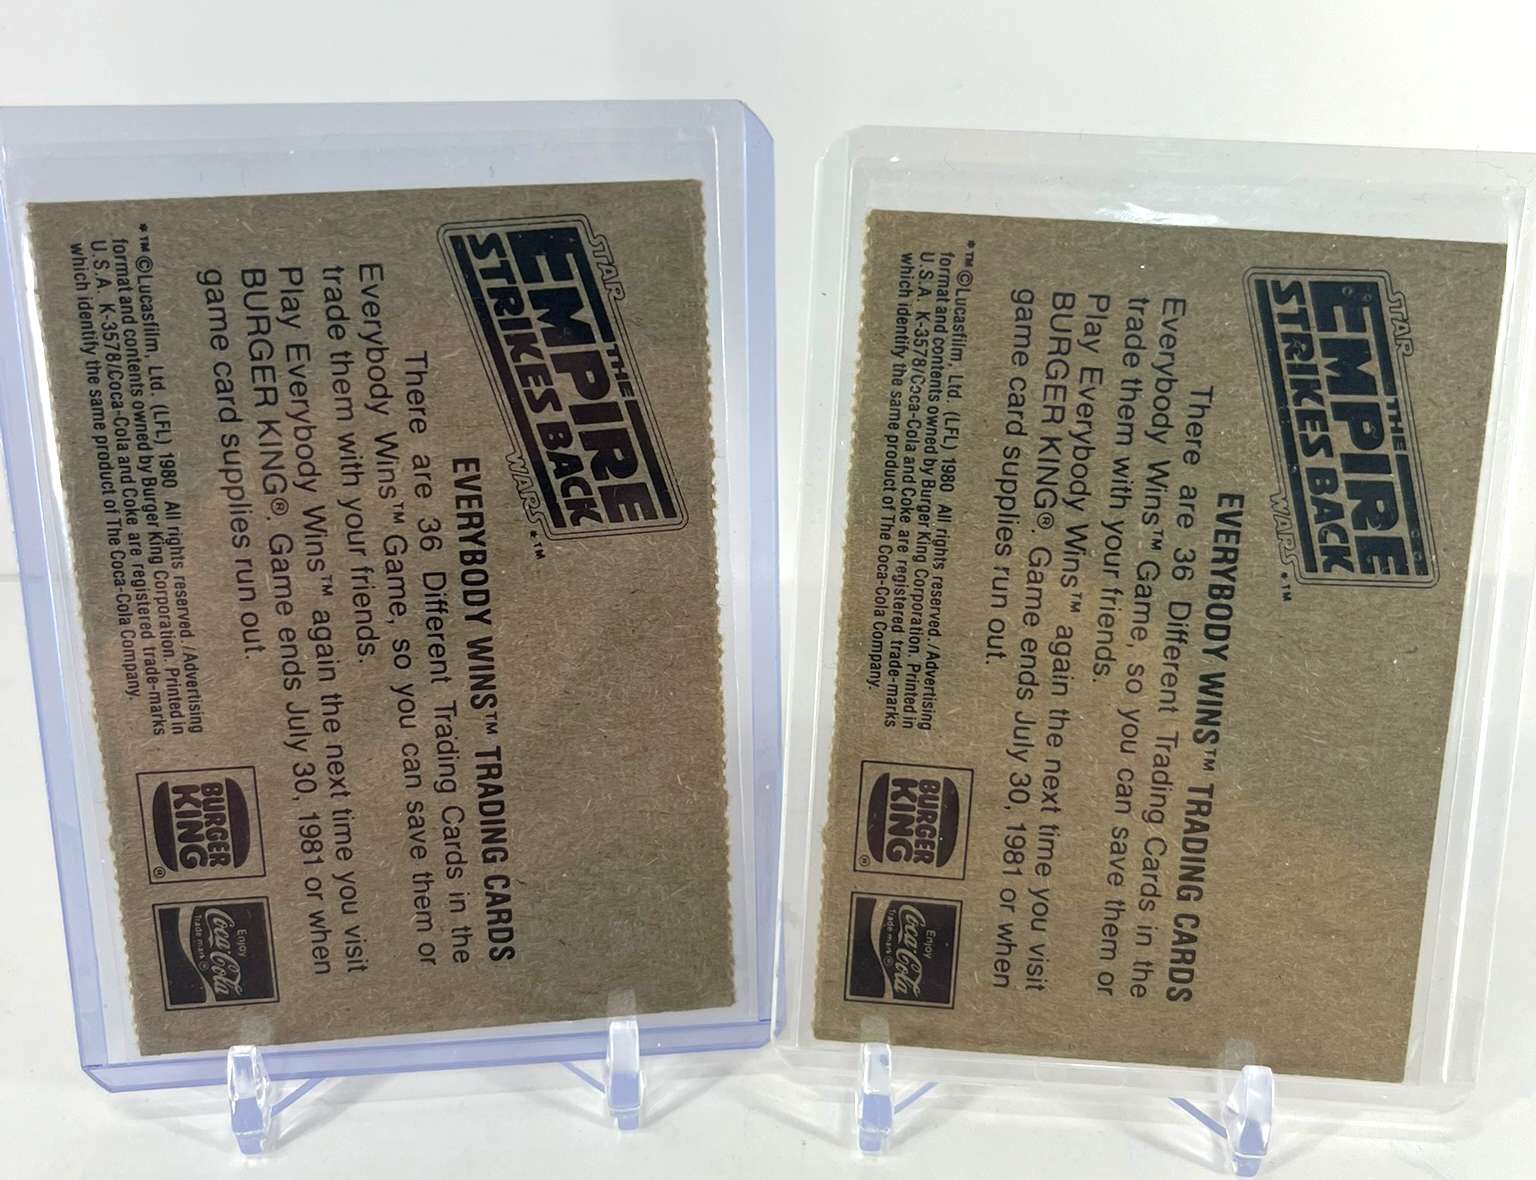 STAR
THE
EMPIRE
STRIKES BACK
WARS *™
EVERYBODY WINS™ TRADING CARDS
There are 36 Different Trading Cards in the
Everybody Wins™ Game, so you can save them or
trade them with your friends.
Play Everybody Wins™ again the next time you visit
BURGER KING®. Game ends July 30, 1981 or when
game card supplies run out.
*™©Lucasfilm, Ltd. (LFL) 1980 All rights reserved./Advertising
format and contents owned by Burger King Corporation. Printed in
U.S.A. K-3578/Coca-Cola and Coke are registered trade-marks
which identify the same product of The Coca-Cola Company.
BURGER
KING
®
Enjoy
Coca-Cola
Trade mark ®
STAR
THE
EMPIRE
STRIKES BACK
WARS *™
EVERYBODY WINS™ TRADING CARDS
There are 36 Different Trading Cards in the
Everybody Wins™ Game, so you can save them or
trade them with your friends.
Play Everybody Wins™ again the next time you visit
BURGER KING®. Game ends July 30, 1981 or when
game card supplies run out.
*™©Lucasfilm, Ltd. (LFL) 1980 All rights reserved./Advertising
format and contents owned by Burger King Corporation. Printed in
U.S.A. K-3578/Coca-Cola and Coke are registered trade-marks
which identify the same product of The Coca-Cola Company.
BURGER
KING
®
Enjoy
Coca-Cola
Trade mark ®